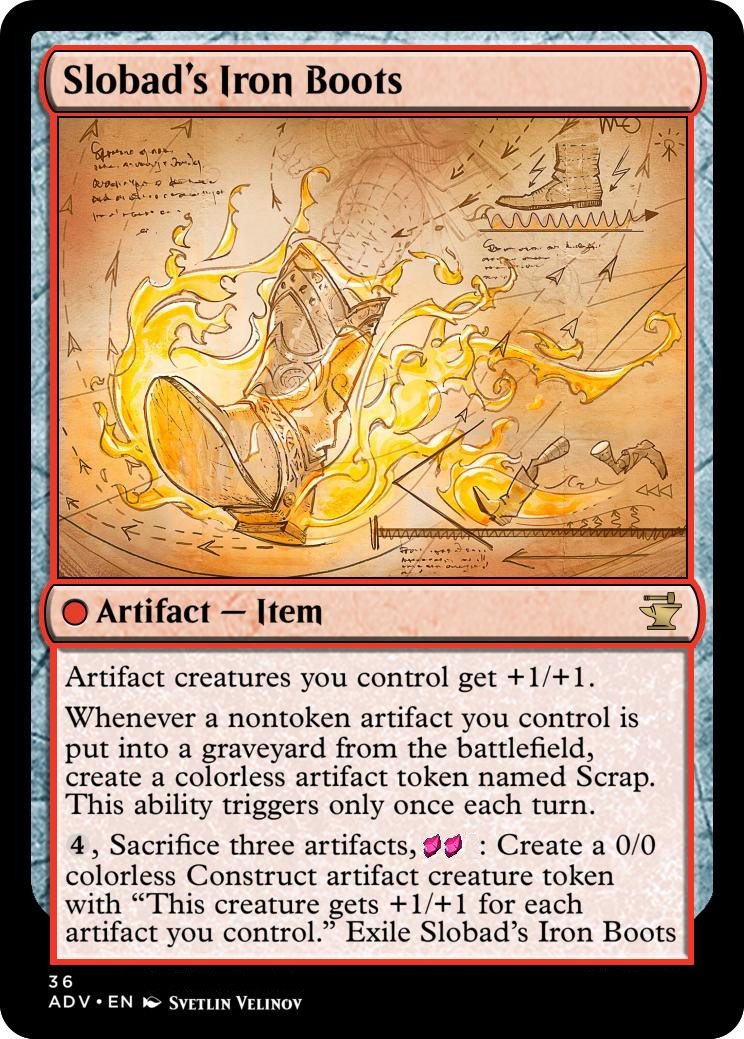 Slobad's Iron Boots
Artifact — Item
Artifact creatures you control get +1/+1.
Whenever a nontoken artifact you control is
put into a graveyard from the battlefield,
create a colorless artifact token named Scrap.
This ability triggers only once each turn.
4, Sacrifice three artifacts, : Create a 0/0
colorless Construct artifact creature token
with “This creature gets +1/+1 for each
artifact you control.” Exile Slobad's Iron Boots
36
ADV • EN Svetlin Velinov